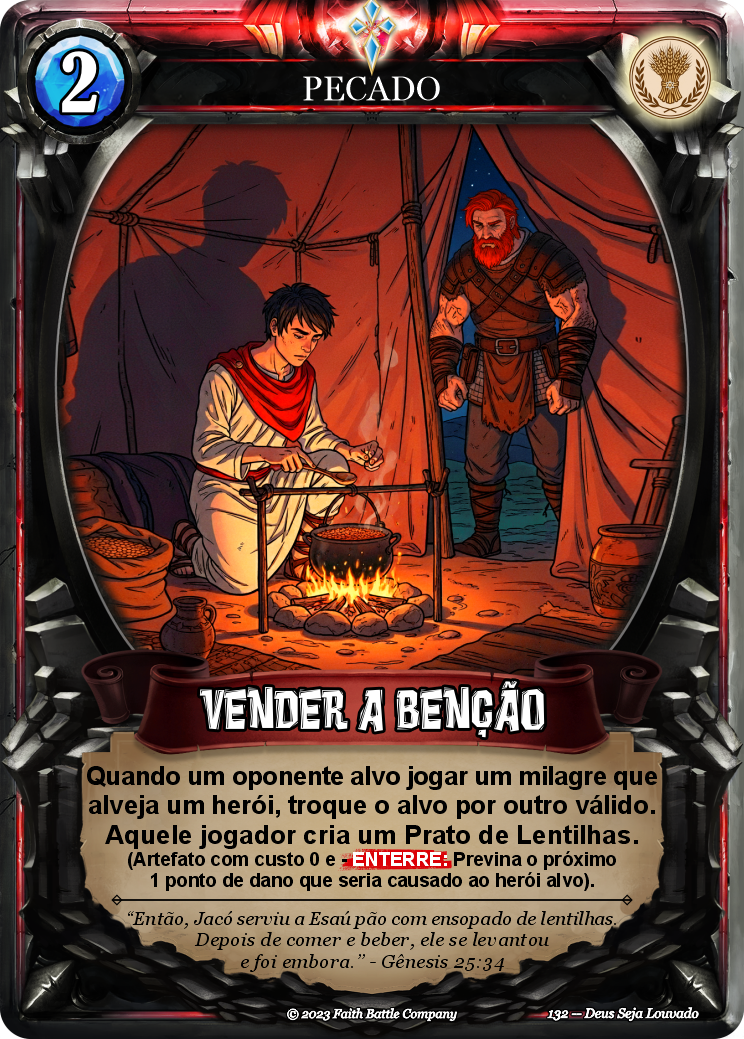 2
PECADO
VENDER A BENÇÃO
Quando um oponente alvo jogar um milagre que
alveja um herói, troque o alvo por outro válido.
Aquele jogador cria um Prato de Lentilhas.
(Artefato com custo 0 e - ENTERRE: Previna o próximo
1 ponto de dano que seria causado ao herói alvo).
“Então, Jacó serviu a Esaú pão com ensopado de lentilhas.
Depois de comer e beber, ele se levantou
e foi embora.” - Gênesis 25:34
© 2023 Faith Battle Company
132 – Deus Seja Louvado